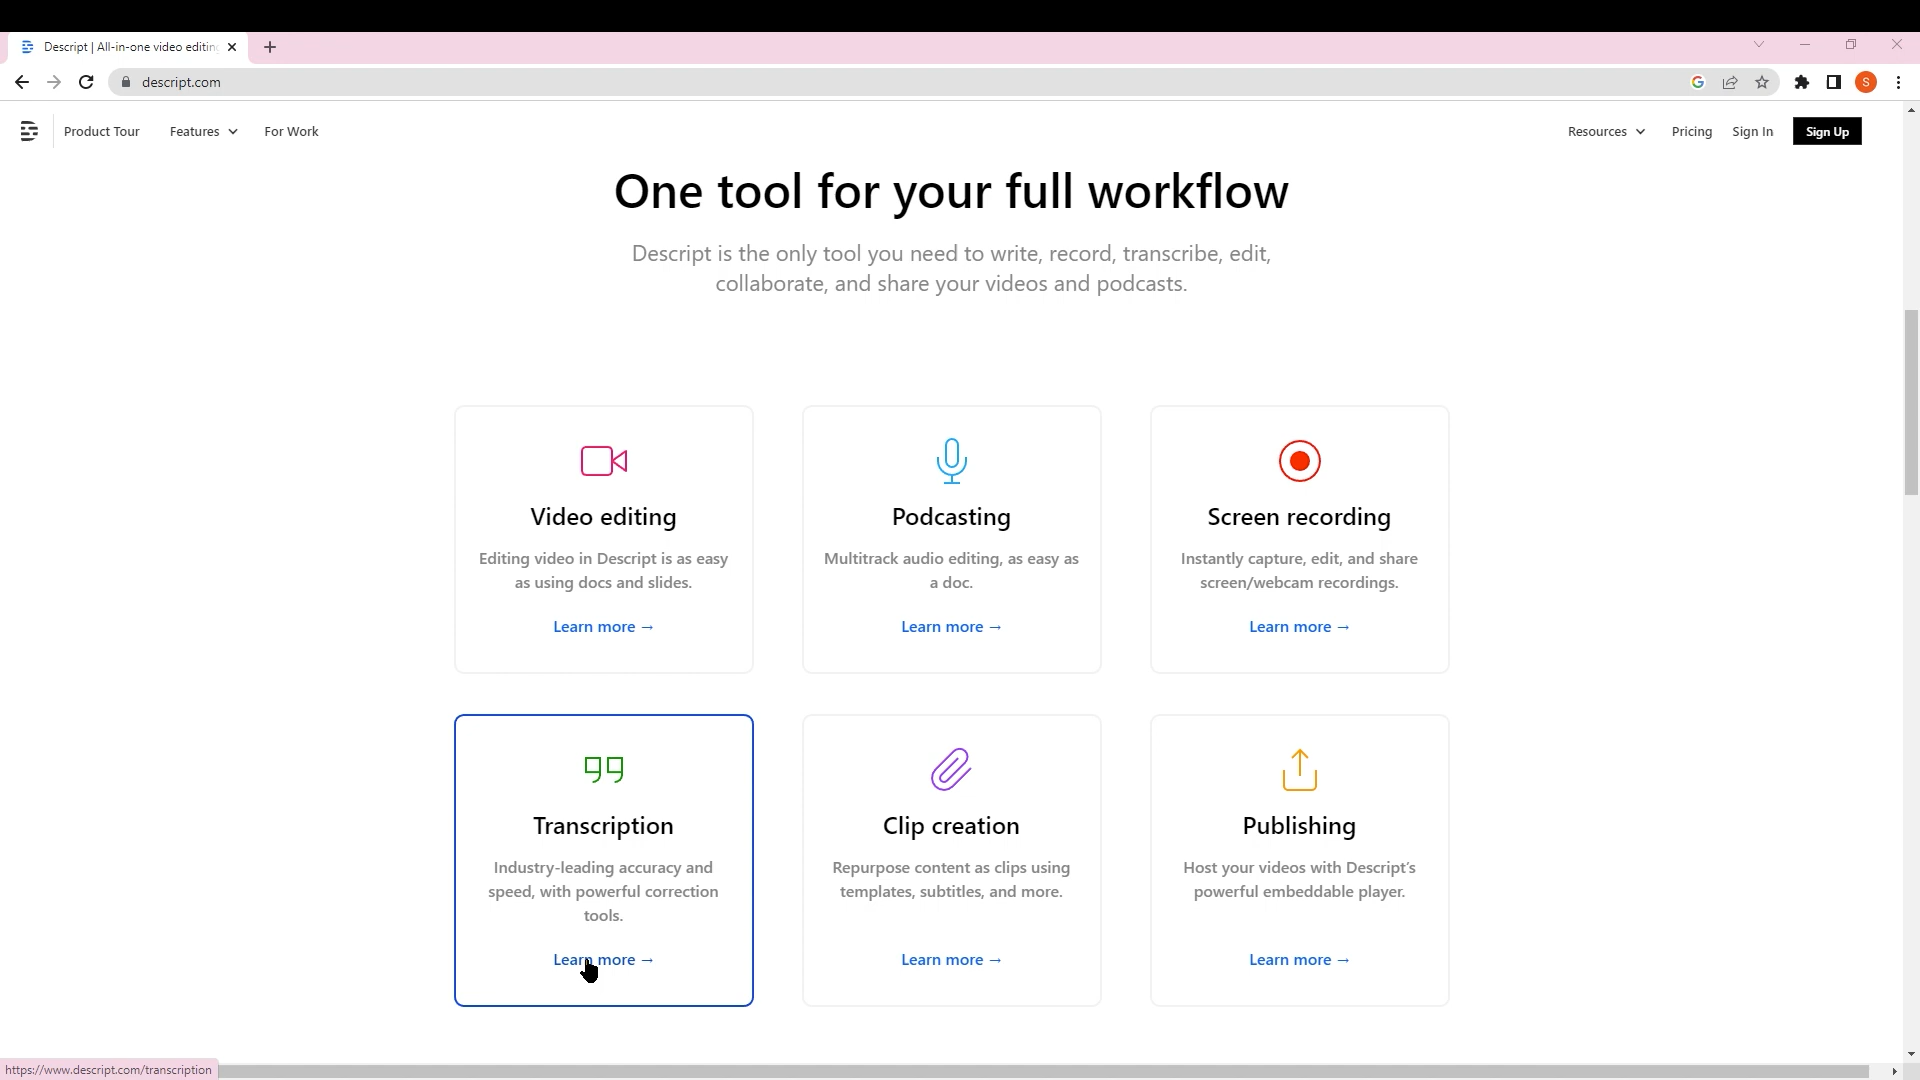 Descript | All-in-one video editin
descript.com
S
Product Tour
Features
For Work
Resources
Pricing
Sign In
Sign Up
One tool for your full workflow
Descript is the only tool you need to write, record, transcribe, edit,
collaborate, and share your videos and podcasts.
Video editing
Editing video in Descript is as easy
as using docs and slides.
Learn more →
Podcasting
Multitrack audio editing, as easy as
a doc.
Learn more →
Screen recording
Instantly capture, edit, and share
screen/webcam recordings.
Learn more →
Transcription
Industry-leading accuracy and
speed, with powerful correction
tools.
Learn more →
Clip creation
Repurpose content as clips using
templates, subtitles, and more.
Learn more →
Publishing
Host your videos with Descript's
powerful embeddable player.
Learn more →
https://www.descript.com/transcription